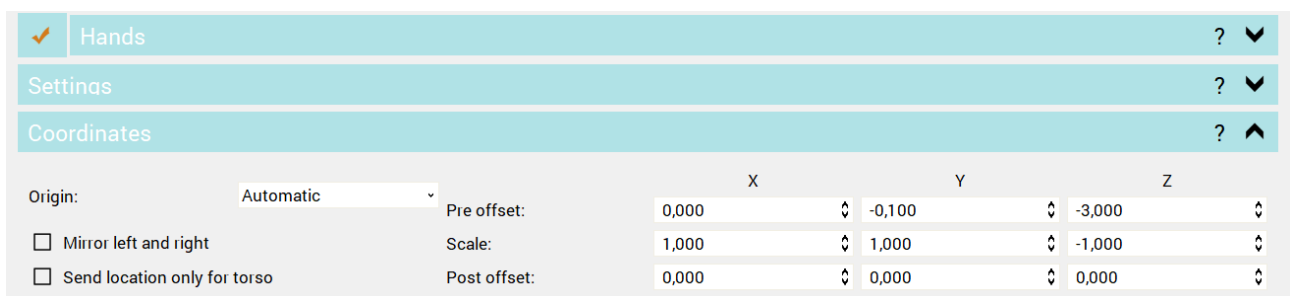 Hands ?
Settings ?
Coordinates ?
X Y Z
Origin: Automatic
Pre offset: 0,000 -0,100 -3,000
Mirror left and right Scale: 1,000 1,000 -1,000
Send location only for torso Post offset: 0,000 0,000 0,000